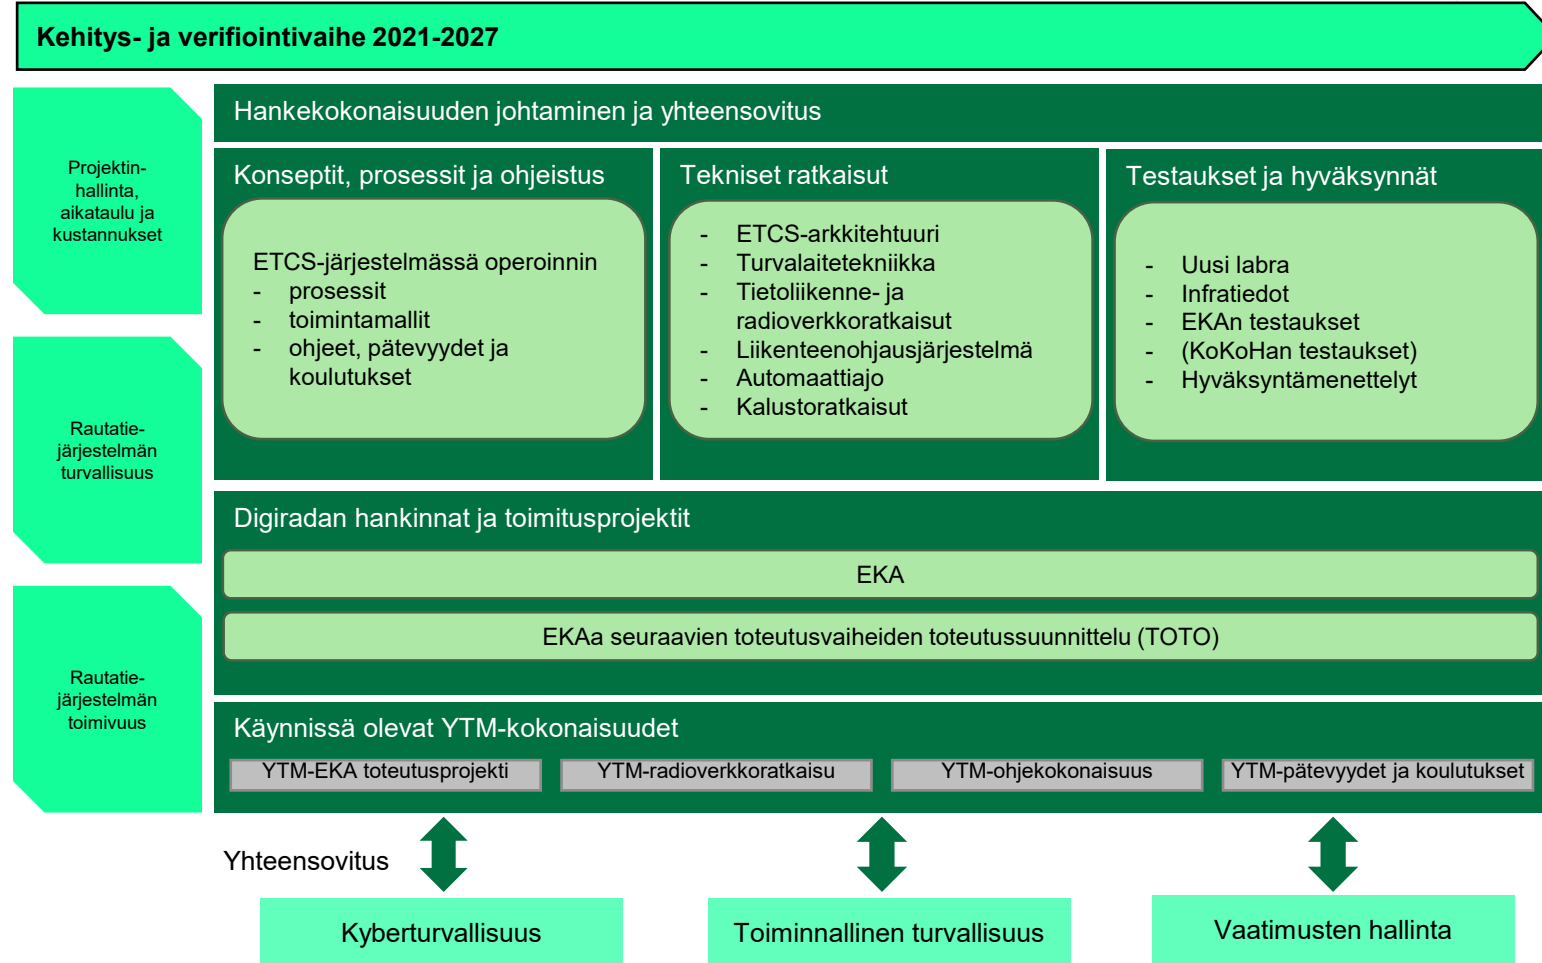 Kehitys- ja verifiointivaihe 2021-2027
Projektin-
hallinta,
aikataulu ja
kustannukset
Rautatie-
järjestelmän
turvallisuus
Rautatie-
järjestelmän
toimivuus
Hankekokonaisuuden johtaminen ja yhteensovitus
Konseptit, prosessit ja ohjeistus
ETCS-järjestelmässä operoinnin
- prosessit
- toimintamallit
- ohjeet, pätevyydet ja
koulutukset
Tekniset ratkaisut
- ETCS-arkkitehtuuri
- Turvalaitetekniikka
- Tietoliikenne- ja
radioverkkoratkaisut
- Liikenteenohjausjärjestelmä
- Automaattiajo
- Kalustoratkaisut
Testaukset ja hyväksynnät
- Uusi labra
- Infratiedot
- EKAn testaukset
- (KoKoHan testaukset)
- Hyväksyntämenettelyt
Digiradan hankinnat ja toimitusprojektit
EKA
EKAa seuraavien toteutusvaiheiden toteutussuunnittelu (TOTO)
Käynnissä olevat YTM-kokonaisuudet
YTM-EKA toteutusprojekti
YTM-radioverkkoratkaisu
YTM-ohjekokonaisuus
YTM-pätevyydet ja koulutukset
Yhteensovitus
Kyberturvallisuus
Toiminnallinen turvallisuus
Vaatimusten hallinta